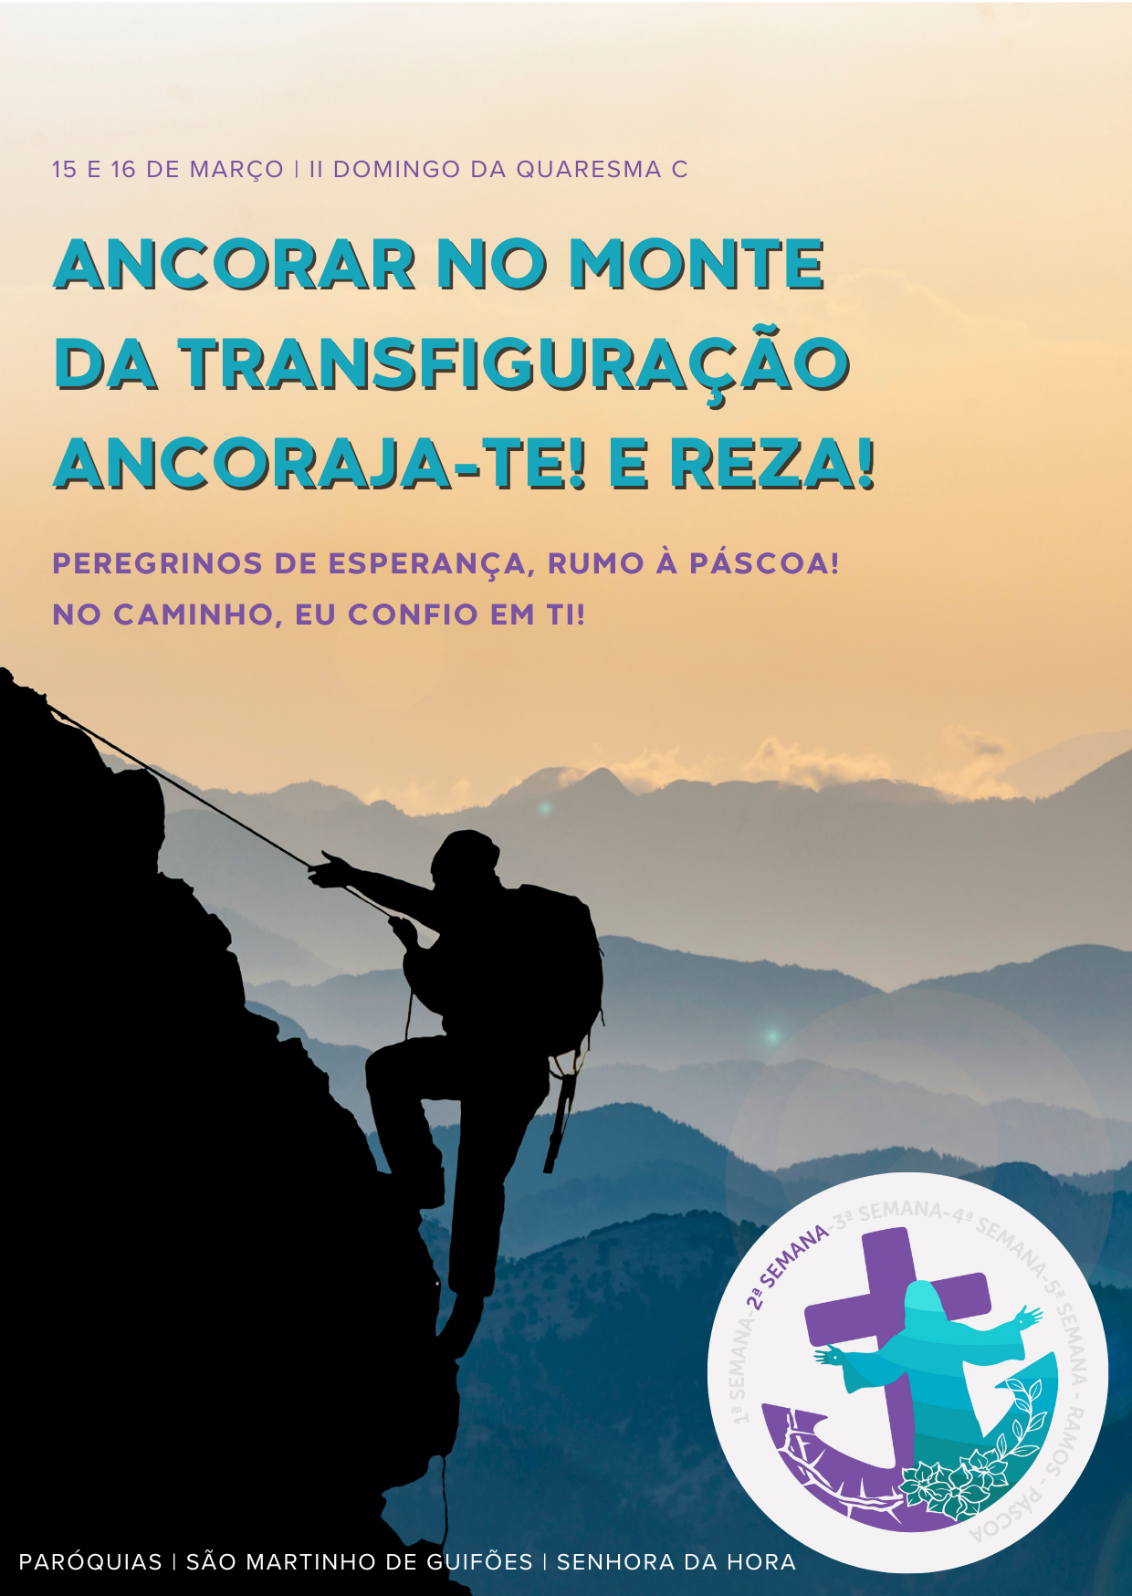 15 E 16 DE MARÇO | II DOMINGO DA QUARESMA C
ANCORAR NO MONTE
DA TRANSFIGURAÇÃO
ANCORAJA-TE! E REZA!
PEREGRINOS DE ESPERANÇA, RUMO À PÁSCOA!
NO CAMINHO, EU CONFIO EM TI!
1ª SEMANA-2ª SEMANA-3ª SEMANA-4ª SEMANA-5ª SEMANA - RAMOS - PÁSCOA
PARÓQUIAS | SÃO MARTINHO DE GUIFÕES | SENHORA DA HORA